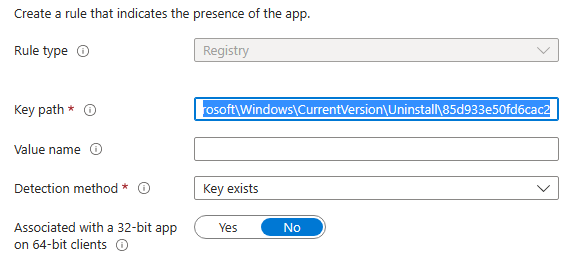 Create a rule that indicates the presence of the app.
Rule type
Registry
Key path *
rosoft\Windows\CurrentVersion\Uninstall\85d933e50fd6cac2
Value name
Detection method *
Key exists
Associated with a 32-bit app
on 64-bit clients
Yes No